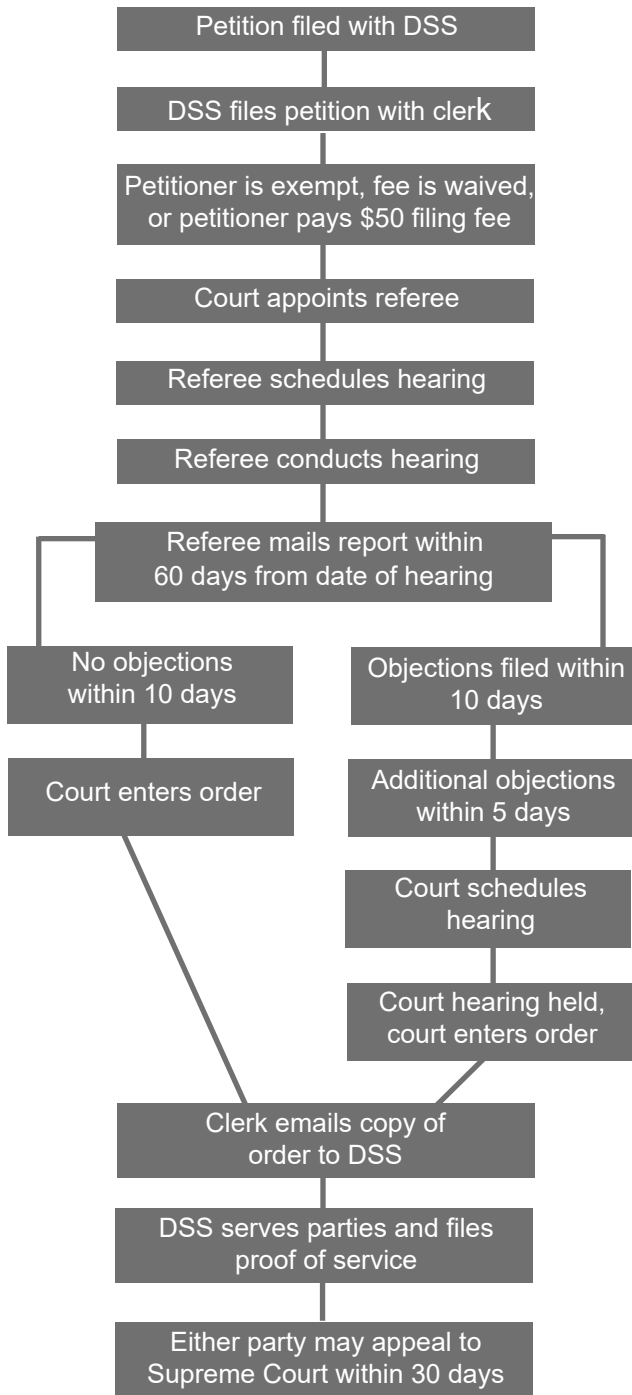 Petition filed with DSS
DSS files petition with clerk
Petitioner is exempt, fee is waived,
or petitioner pays $50 filing fee
Court appoints referee
Referee schedules hearing
Referee conducts hearing
Referee mails report within
60 days from date of hearing
No objections
within 10 days
Court enters order
Objections filed within
10 days
Additional objections
within 5 days
Court schedules
hearing
Court hearing held,
court enters order
Clerk emails copy of
order to DSS
DSS serves parties and files
proof of service
Either party may appeal to
Supreme Court within 30 days